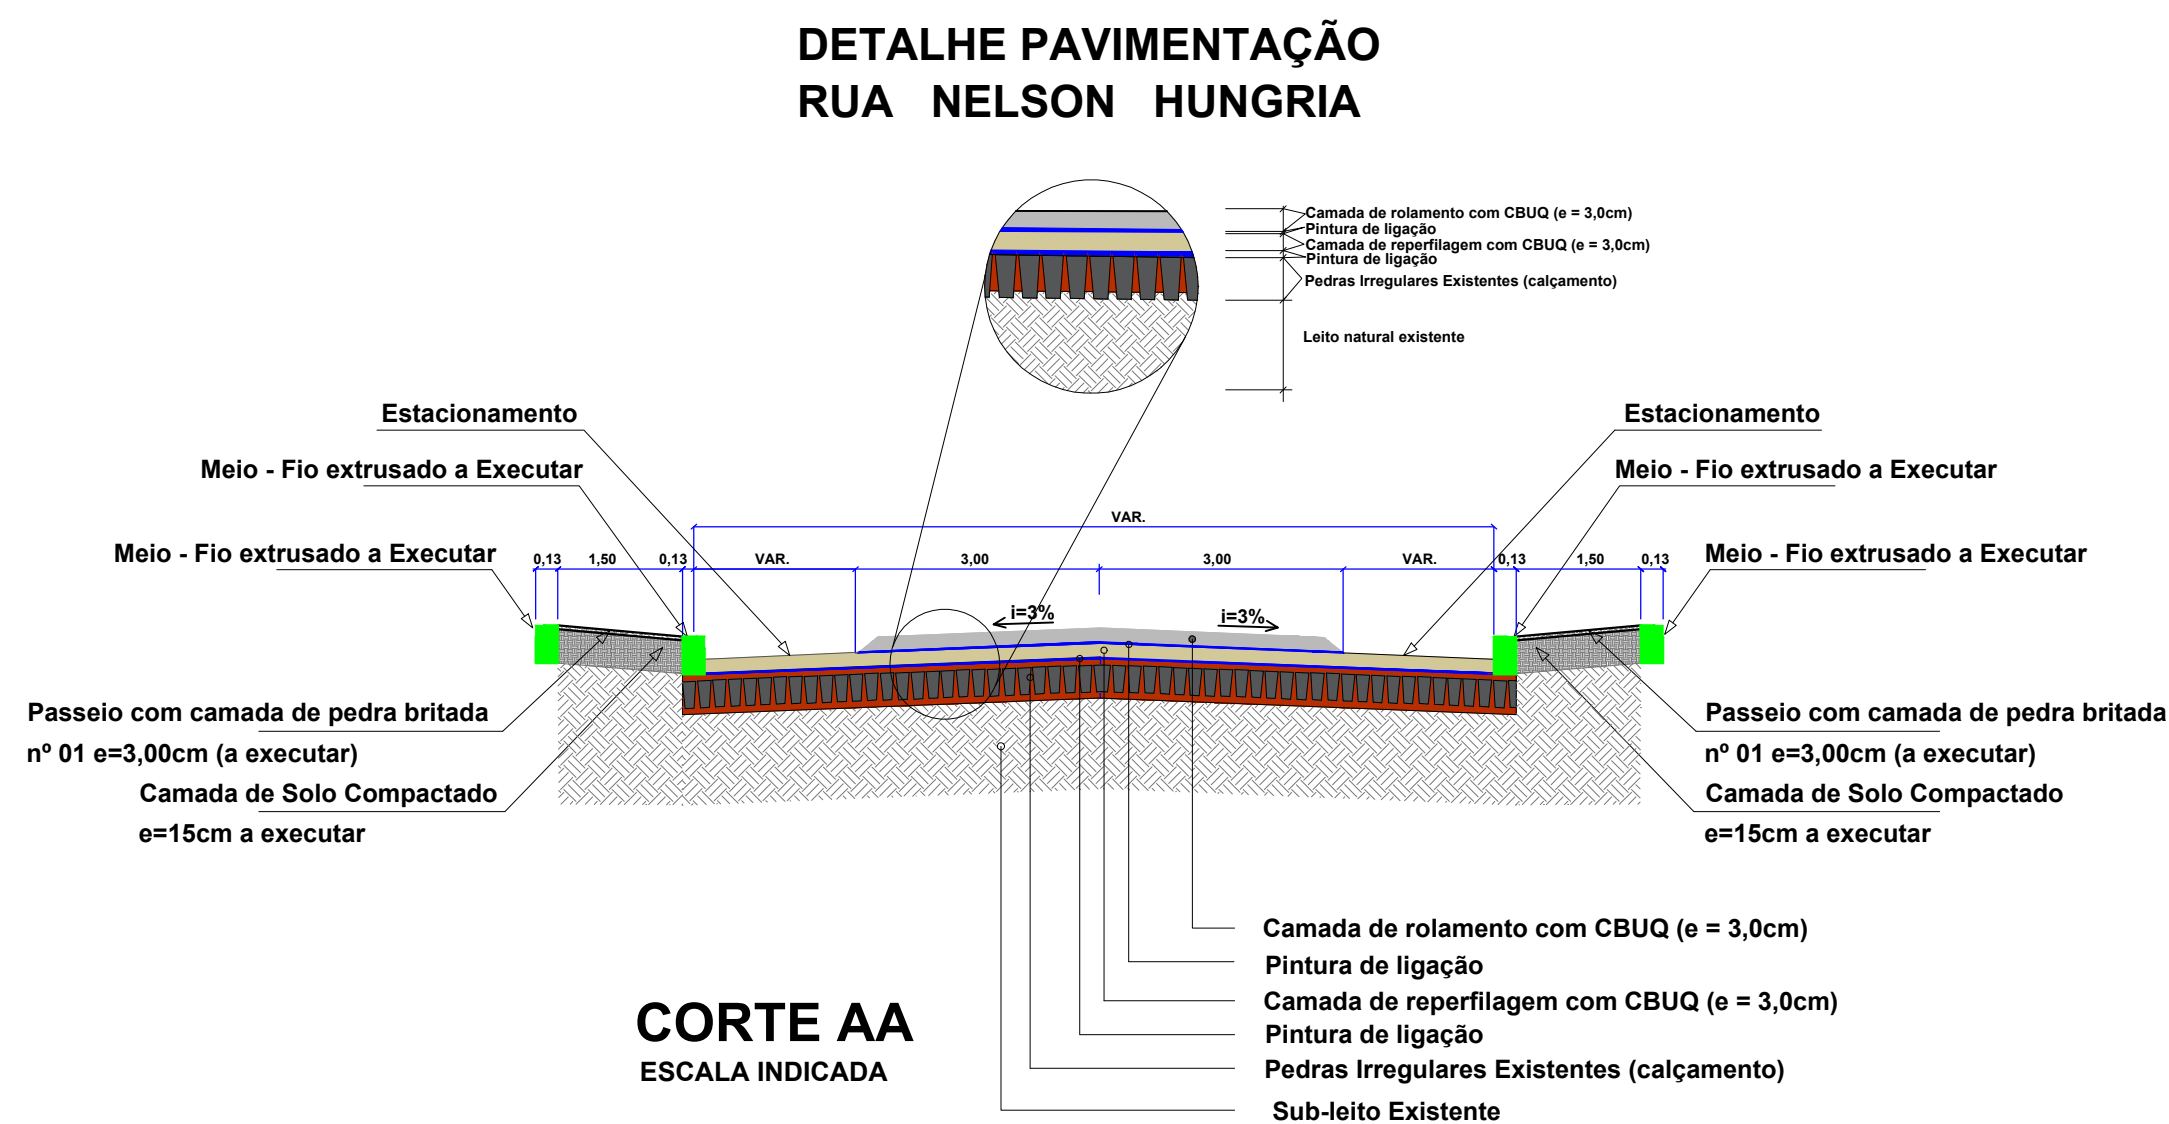 DETALHE PAVIMENTAÇÃO
RUA NELSON HUNGRIA
Camada de rolamento com CBUQ (e = 3,0cm)
Pintura de ligação
Camada de reperfilagem com CBUQ (e = 3,0cm)
Pintura de ligação
Pedras Irregulares Existentes (calçamento)
Leito natural existente
Estacionamento
Estacionamento
Meio - Fio extrusado a Executar
Meio - Fio extrusado a Executar
VAR.
Meio - Fio extrusado a Executar
0,13
1,50
0,13
VAR.
3,00
3,00
VAR.
0,13
1,50
0,13
Meio - Fio extrusado a Executar
i=3%
i=3%
Passeio com camada de pedra britada
nº 01 e=3,00cm (a executar)
Camada de Solo Compactado
e=15cm a executar
Passeio com camada de pedra britada
nº 01 e=3,00cm (a executar)
Camada de Solo Compactado
e=15cm a executar
Camada de rolamento com CBUQ (e = 3,0cm)
Pintura de ligação
Camada de reperfilagem com CBUQ (e = 3,0cm)
Pintura de ligação
Pedras Irregulares Existentes (calçamento)
Sub-leito Existente
CORTE AA
ESCALA INDICADA